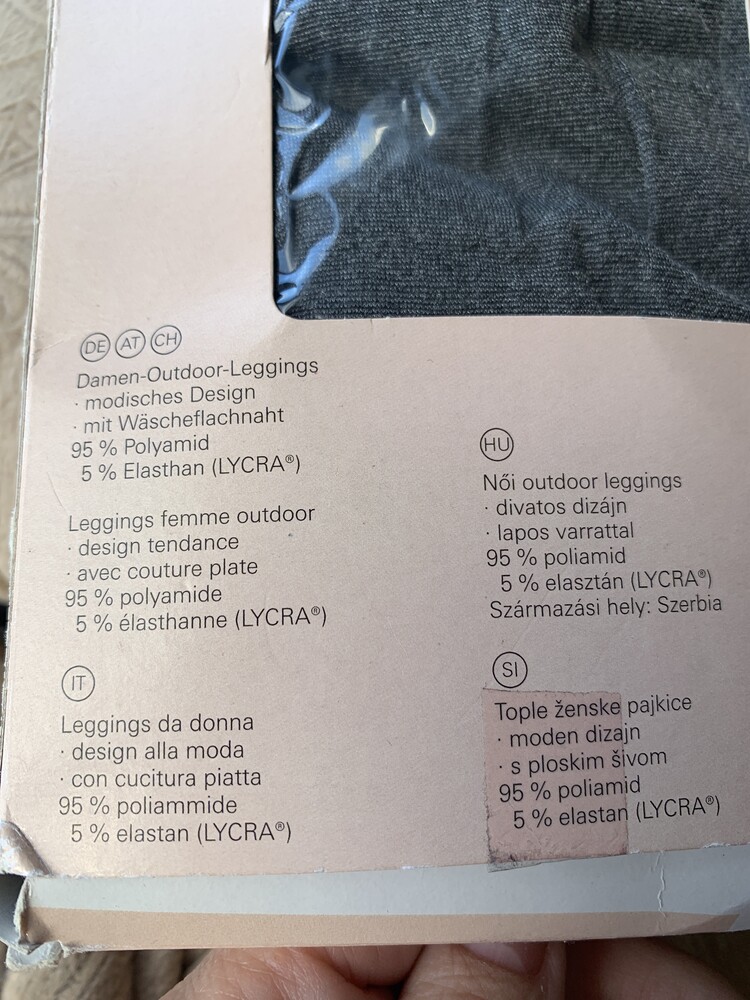 DE AT CH
Damen-Outdoor-Leggings
· modisches Design
· mit Wäscheflachnaht
95 % Polyamid
5 % Elasthan (LYCRA®)
Leggings femme outdoor
· design tendance
· avec couture plate
95 % polyamide
5 % élasthanne (LYCRA®)
IT
Leggings da donna
· design alla moda
· con cucitura piatta
95 % poliammide
5 % elastan (LYCRA®)
HU
Női outdoor leggings
· divatos dizájn
· lapos varrattal
95 % poliamid
5 % elasztán (LYCRA®)
Származási hely: Szerbia
SI
Tople ženske pajkice
· moden dizajn
· s ploskim šivom
95 % poliamid
5 % elastan (LYCRA®)